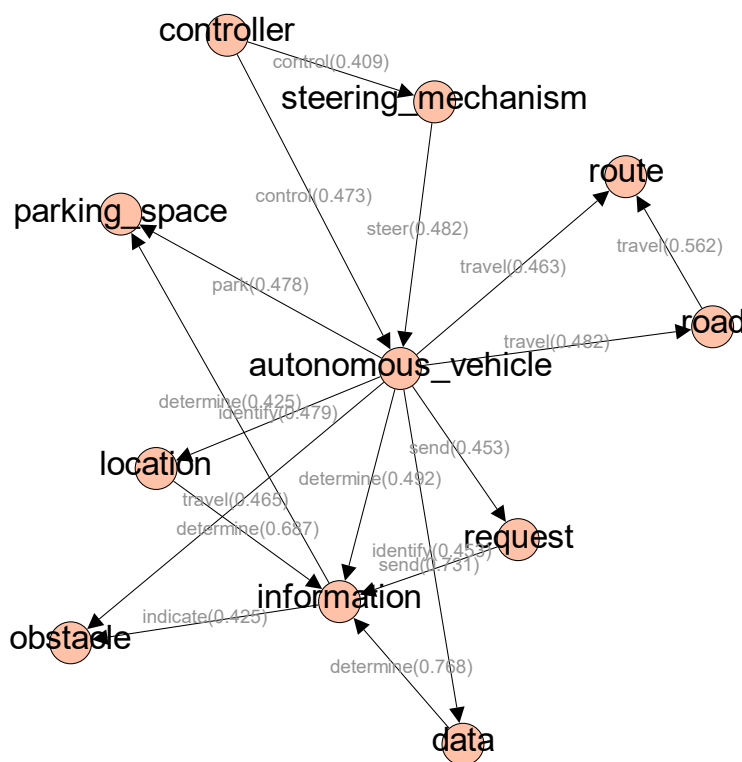 controller
control(0.409)
steering_mechanism
route
control(0.473)
parking_space
steer(0.482)
travel(0.562)
travel(0.463)
park(0.478)
road
travel(0.482)
autonomous_vehicle
determine(0.425)
identify(0.479)
send(0.453)
location
determine(0.492)
travel(0.465)
determine(0.687)
request
identify(0.453)
send(0.731)
information
indicate(0.425)
obstacle
determine(0.768)
data